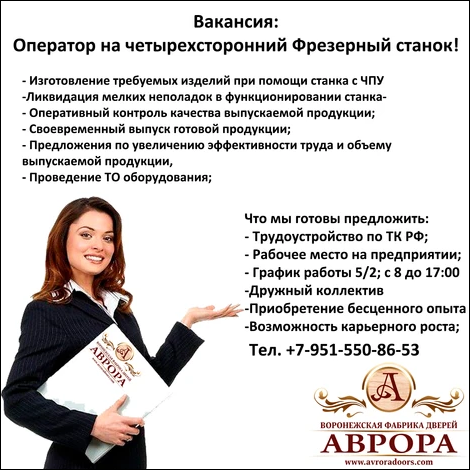 Вакансия:
Оператор на четырехсторонний Фрезерный станок!
- Изготовление требуемых изделий при помощи станка с ЧПУ
-Ликвидация мелких неполадок в функционировании станка-
- Оперативный контроль качества выпускаемой продукции;
- Своевременный выпуск готовой продукции;
- Предложения по увеличению эффективности труда и объему
выпускаемой продукции,
- Проведение ТО оборудования;
Что мы готовы предложить:
- Трудоустройство по ТК РФ;
- Рабочее место на предприятии;
- График работы 5/2; с 8 до 17:00
-Дружный коллектив
-Приобретение бесценного опыта
-Возможность карьерного роста;
Тел. +7-951-550-86-53
А
АВРОРА
А
ВОРОНЕЖСКАЯ ФАБРИКА ДВЕРЕЙ
АВРОРА
www.avroradoors.com